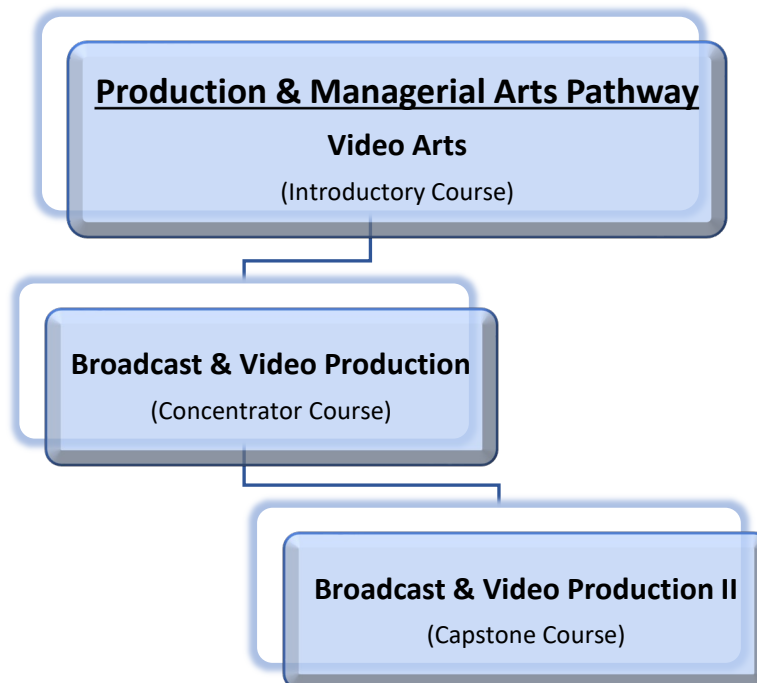 Production & Managerial Arts Pathway
Video Arts
(Introductory Course)
Broadcast & Video Production
(Concentrator Course)
Broadcast & Video Production II
(Capstone Course)